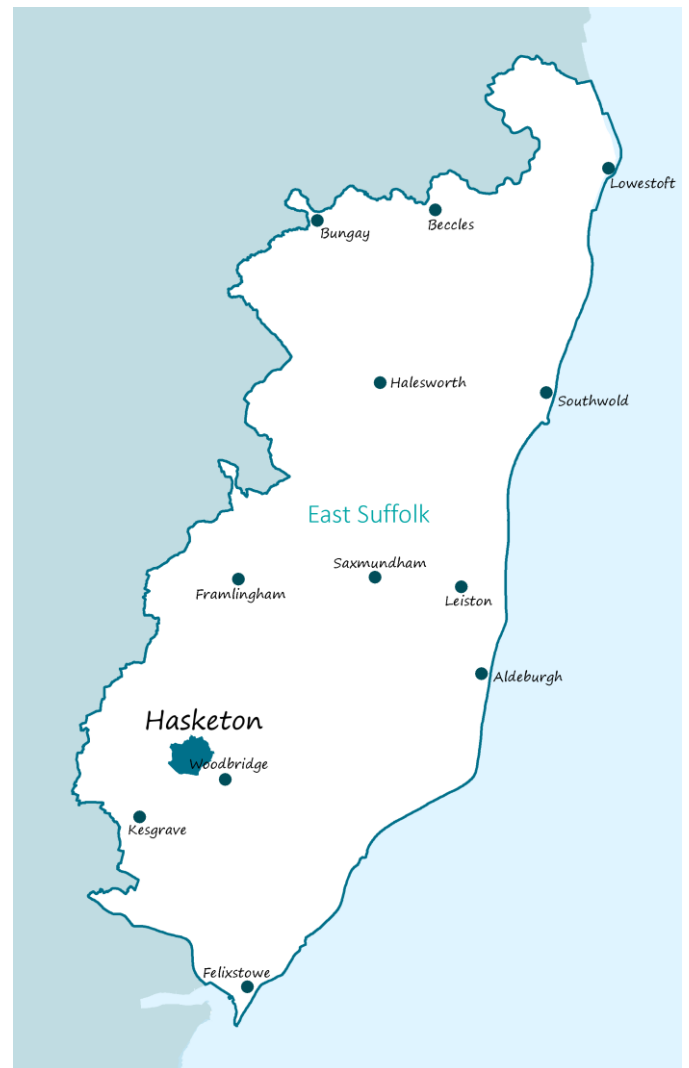 Lowestoft
Beccles
Bungay
Halesworth
Southwold
East Suffolk
Saxmundham
Framlingham
Leiston
Aldeburgh
Hasketon
Woodbridge
Kesgrave
Felixstowe